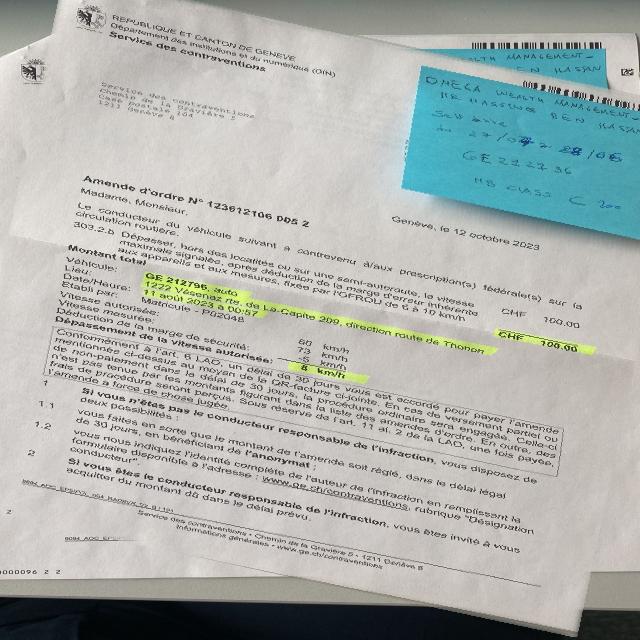 REPUBLIQUE ET CANTON DE GENEVE
Département des institutions et du numérique (DIN)
Service des contraventions
Service des contraventions
Chemin de la Gravière 5
Case postale 104
1211 Genève 8
WEALTH MANAGEMENT-
BEN HASSAN
OMEGA WEALTH MANAGEMENT-
BEN HASSAN
GE 212796
MB CLASS C 200
Amende d'ordre N° 123612106 005 2
Genève, le 12 octobre 2023
Madame, Monsieur,
Le conducteur du véhicule suivant a contrevenu à/aux prescription(s) fédérale(s) sur la
circulation routière.
303.2.b Dépasser, hors des localités ou sur une semi-autoroute, la vitesse
maximale signalée, après déduction de la marge d'erreur inhérente
aux appareils et aux mesures, fixée par l'OFROU de 6 à 10 km/h
CHF 100.00
Montant total
CHF 100.00
Véhicule: GE 212796, auto
Lieu: 1222 Vésenaz rte. de La-Capite 209, direction route de Thonon
Date/Heure: 11 août 2023 à 00:57
Etabli par: Matricule - P02048
Vitesse autorisée: 60 km/h
Vitesse mesurée: 73 km/h
Déduction de la marge de sécurité: -5 km/h
Dépassement de la vitesse autorisée: 8 km/h
Conformément à l'art. 6 LAO, un délai de 30 jours vous est accordé pour payer l'amende
mentionnée ci-dessus au moyen de la QR-facture ci-jointe. En cas de versement partiel ou
de non-paiement dans le délai de 30 jours, la procédure ordinaire sera engagée. Celle-ci
n'est pas tenue par les montants figurant dans la liste des amendes d'ordre. En outre, des
frais de procédure seront perçus. Sous réserve de l'art. 11 al. 2 de la LAO, une fois payée,
l'amende a force de chose jugée.
1 Si vous n'êtes pas le conducteur responsable de l'infraction, vous disposez de
deux possibilités :
1.1 vous faites en sorte que le montant de l'amende soit réglé, dans le délai légal
de 30 jours, en bénéficiant de l'anonymat ;
1.2 vous nous indiquez l'identité complète de l'auteur de l'infraction en remplissant la
formulaire disponible à l'adresse : www.ge.ch/contraventions, rubrique "Désignation
conducteur".
2 Si vous êtes le conducteur responsable de l'infraction, vous êtes invité à vous
acquitter du montant dû dans le délai prévu.
Service des contraventions • Chemin de la Gravière 5 • 1211 Genève 8
Informations générales • www.ge.ch/contraventions
2
000096 2 2